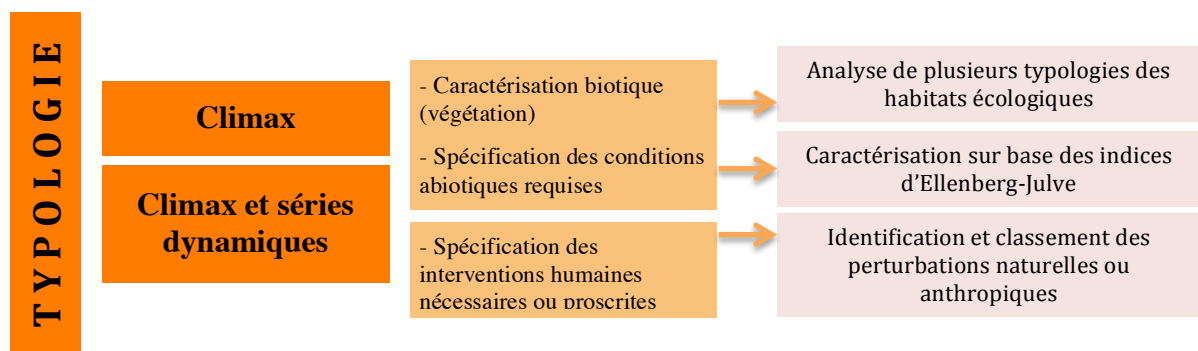 TYPOLOGIE
Climax
Climax et séries
dynamiques
- Caractérisation biotique
(végétation)
- Spécification des conditions
abiotiques requises
- Spécification des
interventions humaines
nécessaires ou proscrites
Analyse de plusieurs typologies des
habitats écologiques
Caractérisation sur base des indices
d'Ellenberg-Julve
Identification et classement des
perturbations naturelles ou
anthropiques